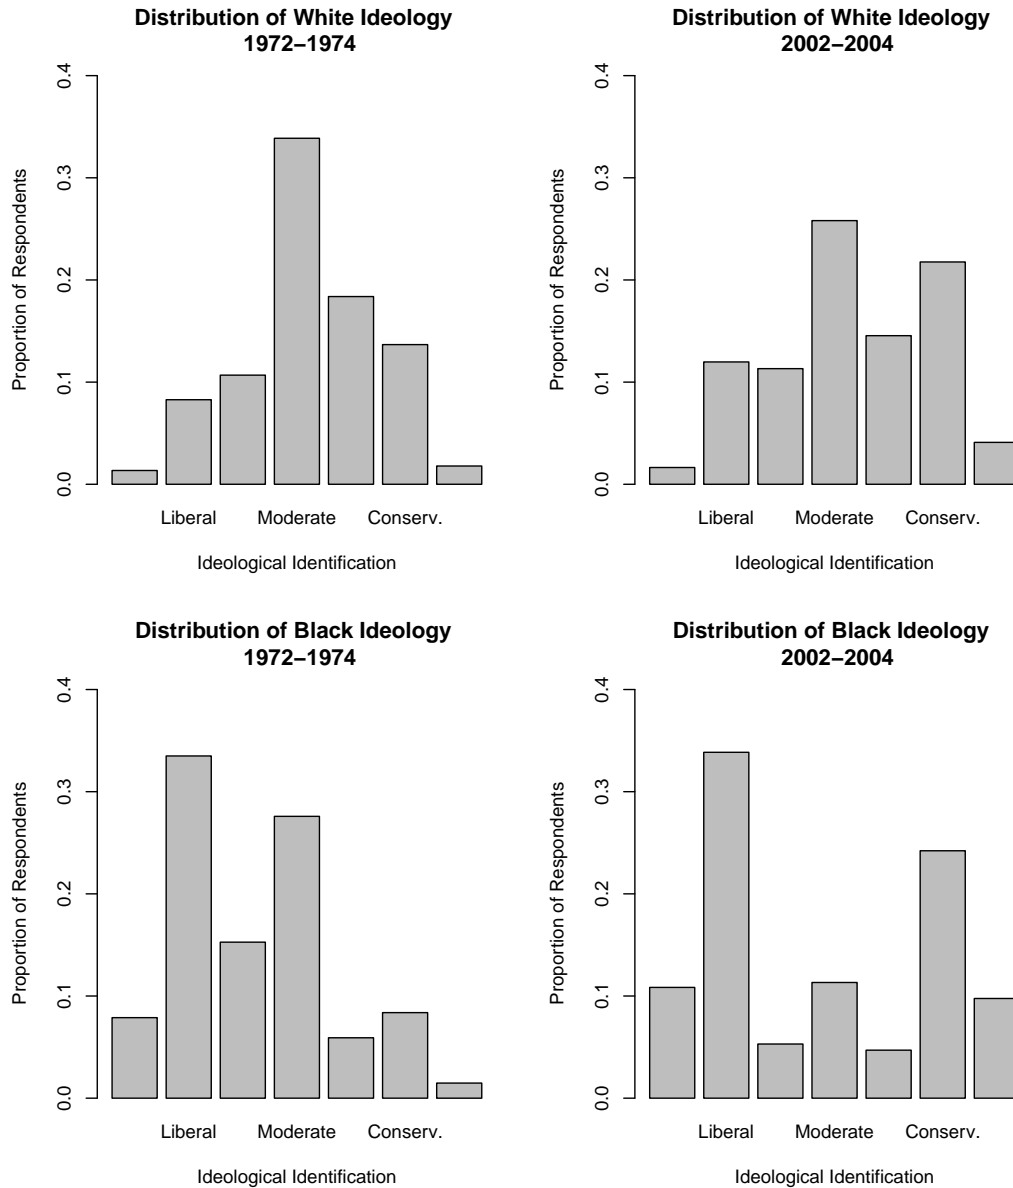 Distribution of White Ideology
1972−1974
Proportion of Respondents
0.4
0.3
0.2
0.1
0.0
Liberal Moderate Conserv.
Ideological Identification
Distribution of White Ideology
2002−2004
Proportion of Respondents
0.4
0.3
0.2
0.1
0.0
Liberal Moderate Conserv.
Ideological Identification
Distribution of Black Ideology
1972−1974
Proportion of Respondents
0.4
0.3
0.2
0.1
0.0
Liberal Moderate Conserv.
Ideological Identification
Distribution of Black Ideology
2002−2004
Proportion of Respondents
0.4
0.3
0.2
0.1
0.0
Liberal Moderate Conserv.
Ideological Identification